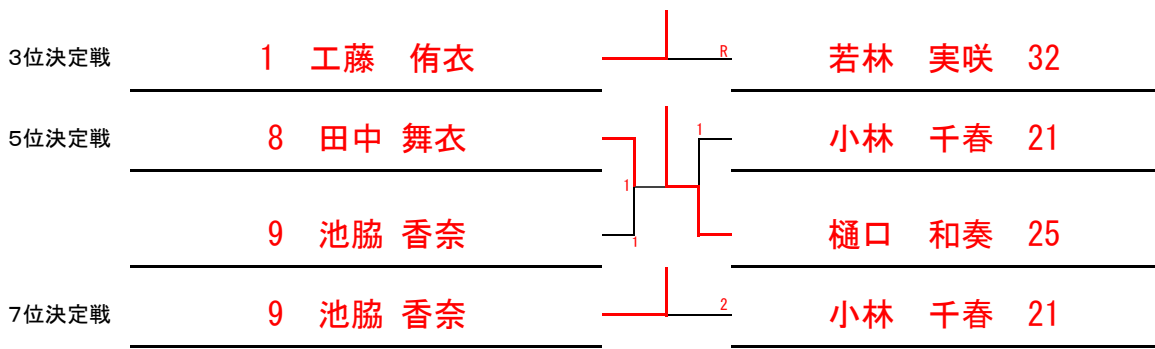 3位決定戦 1 工藤 侑衣 R 若林 実咲 32
5位決定戦 8 田中 舞衣 1 小林 千春 21
1
9 池脇 香奈 1 樋口 和奏 25
7位決定戦 9 池脇 香奈 2 小林 千春 21